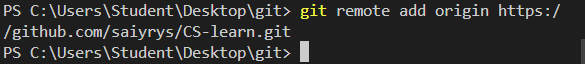 PS C:\Users\Student\Desktop\git> git remote add origin https:/
/github.com/saiyrys/CS-learn.git
PS C:\Users\Student\Desktop\git>